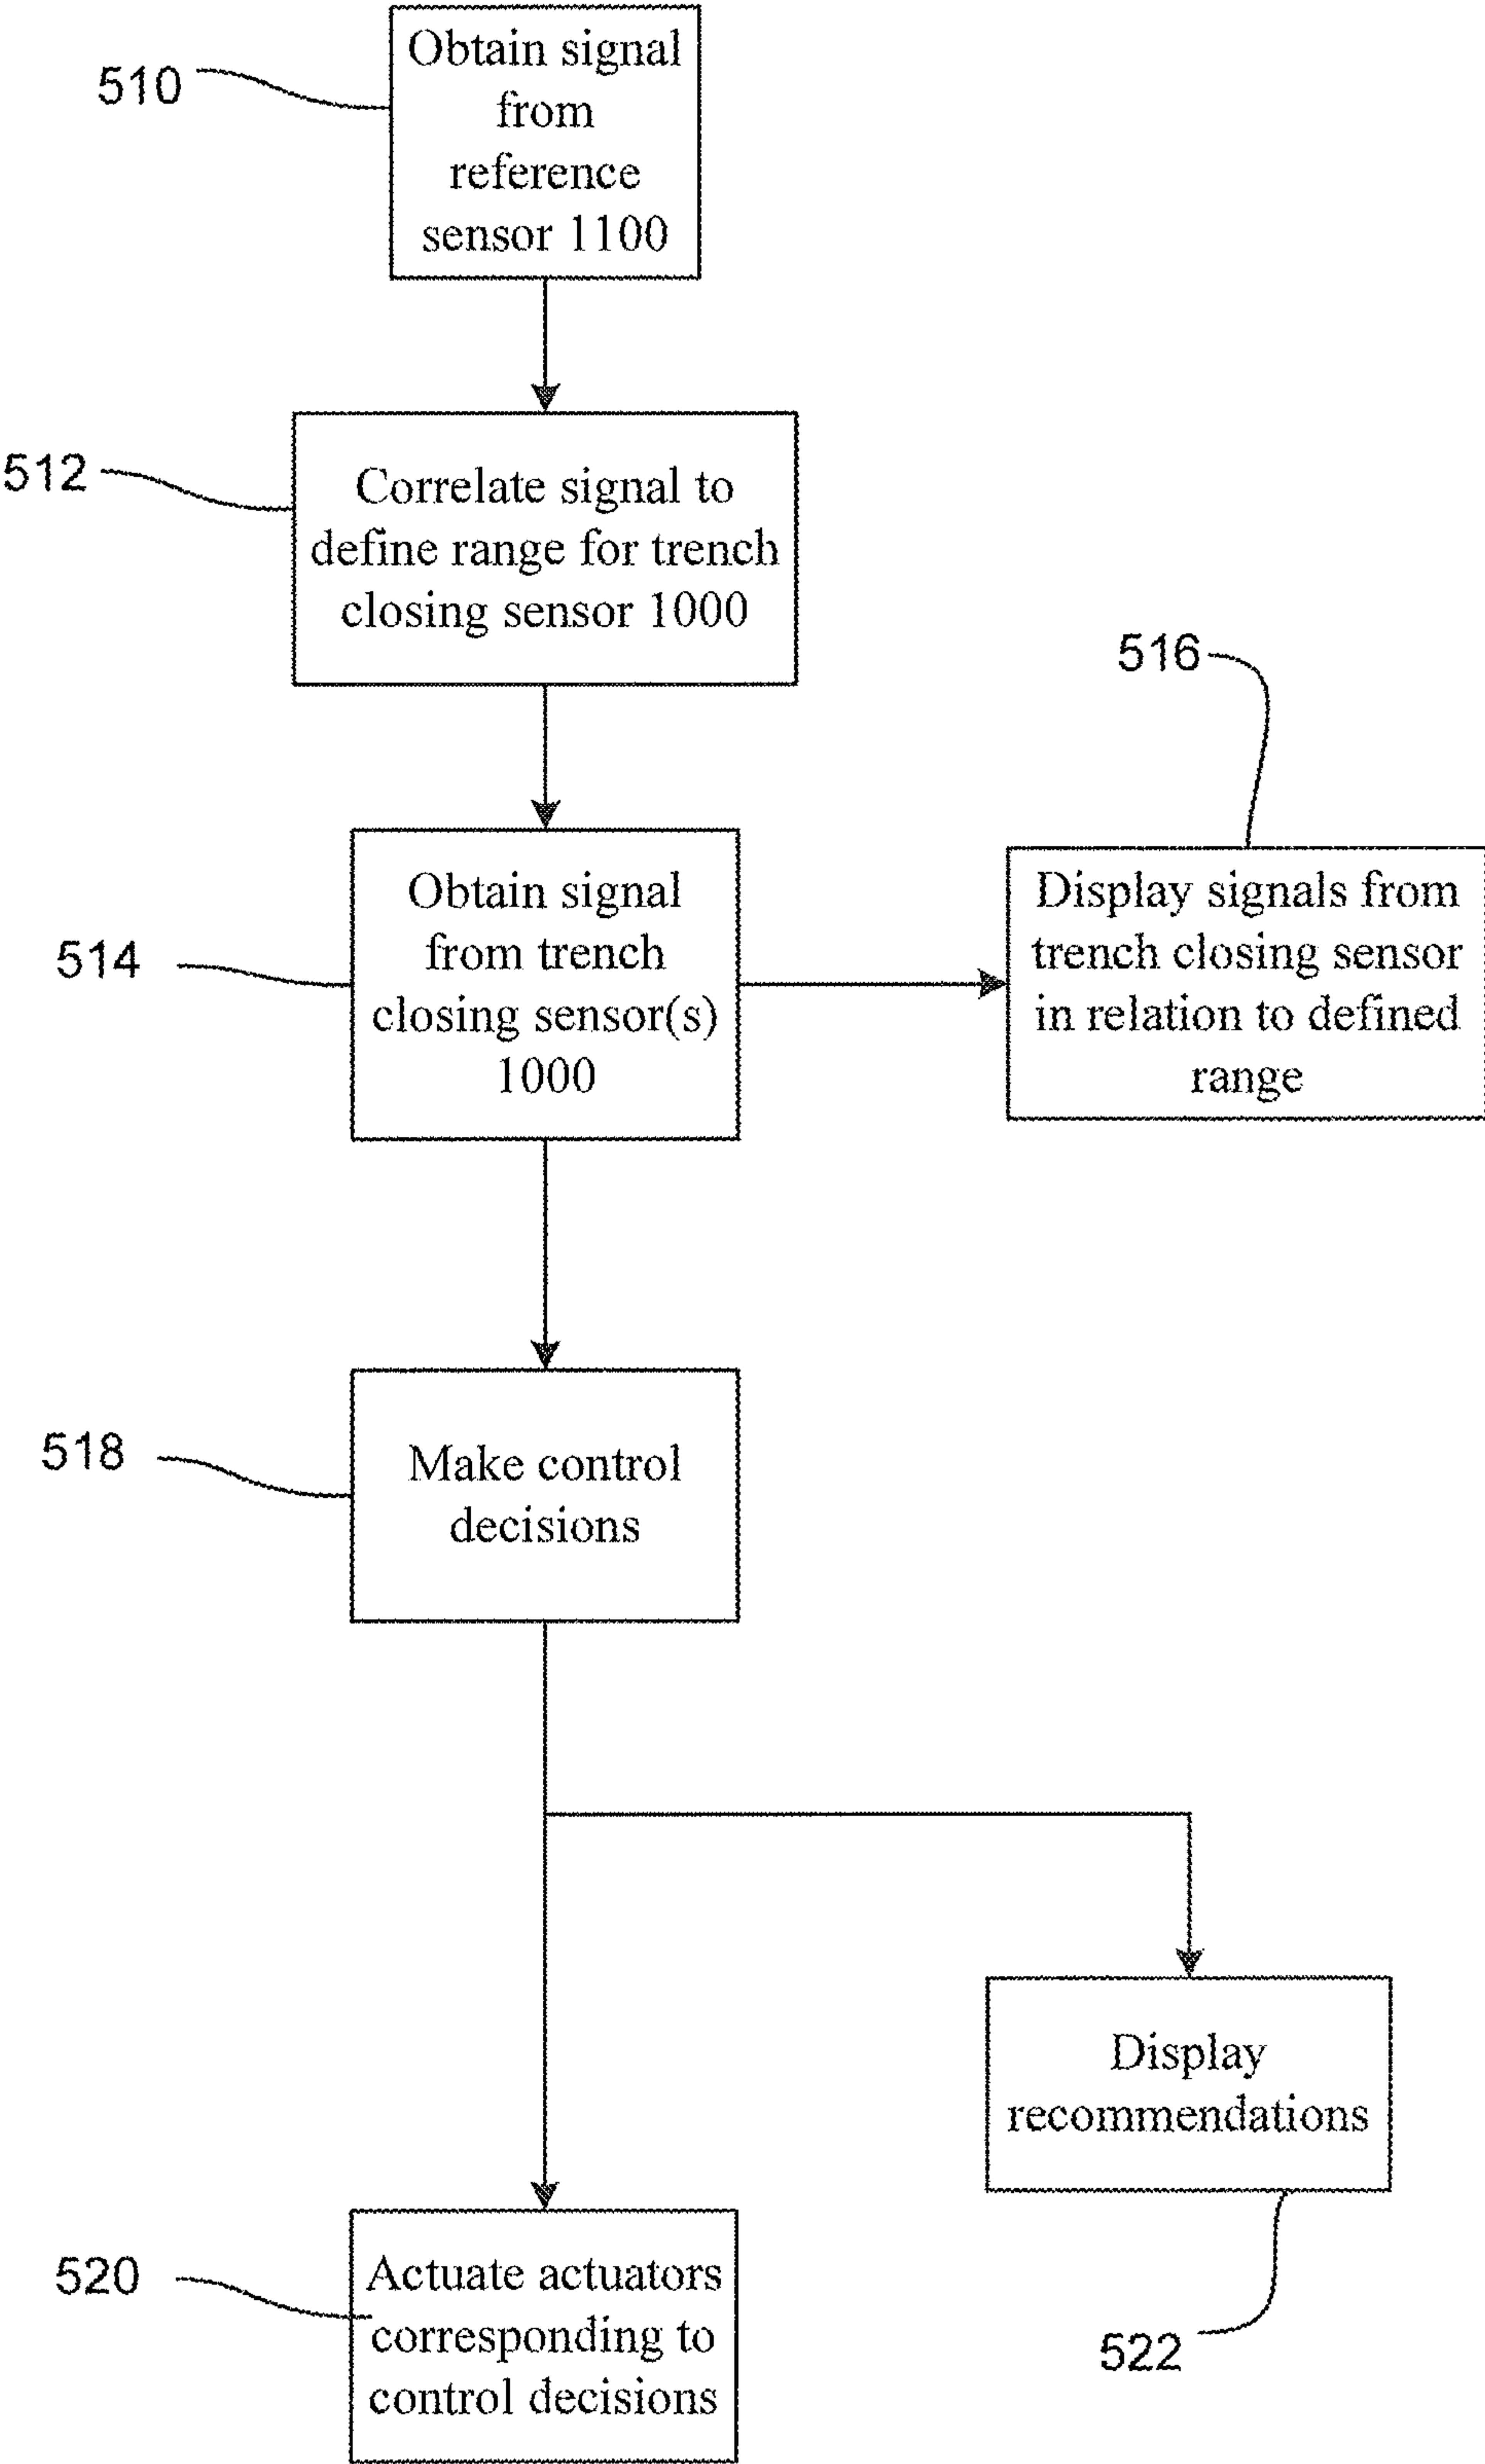 510
Obtain signal
from
reference
sensor 1100
512
Correlate signal to
define range for trench
closing sensor 1000
514
Obtain signal
from trench
closing sensor(s)
1000
516
Display signals from
trench closing sensor
in relation to defined
range
518
Make control
decisions
520
Actuate actuators
corresponding to
control decisions
Display
recommendations
522